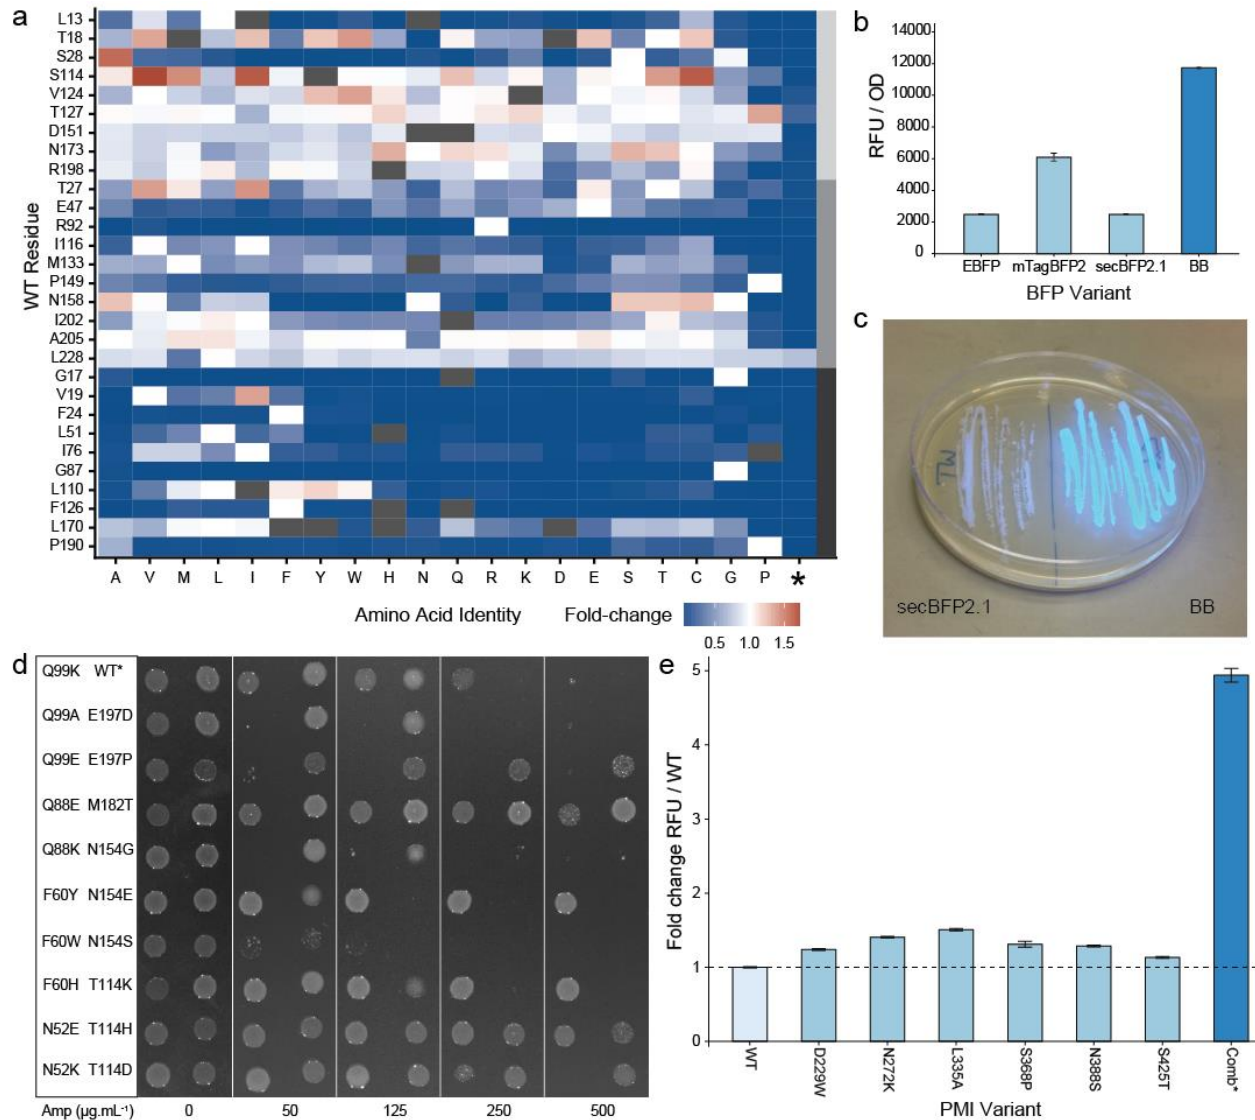 a
WT Residue
L13
T18
S28
S114
V124
T127
D151
N173
R198
T27
E47
R92
I116
M133
P149
N158
I202
A205
L228
G17
V19
F24
L51
I76
G87
L110
F126
L170
P190
A V M L I F Y W H N Q R K D E S T C G P *
Amino Acid Identity
Fold-change
0.5 1.0 1.5
b
RFU / OD
14000
12000
10000
8000
6000
4000
2000
0
EBFP mTagBFP2 secBFP2.1 BB
BFP Variant
c
secBFP2.1 BB
d
Q99K WT*
Q99A E197D
Q99E E197P
Q88E M182T
Q88K N154G
F60Y N154E
F60W N154S
F60H T114K
N52E T114H
N52K T114D
Amp (µg.mL⁻¹) 0 50 125 250 500
e
Fold change RFU / WT
5
4
3
2
1
0
WT D229W N272K L335A S368P N388S S425T Comb*
PMI Variant